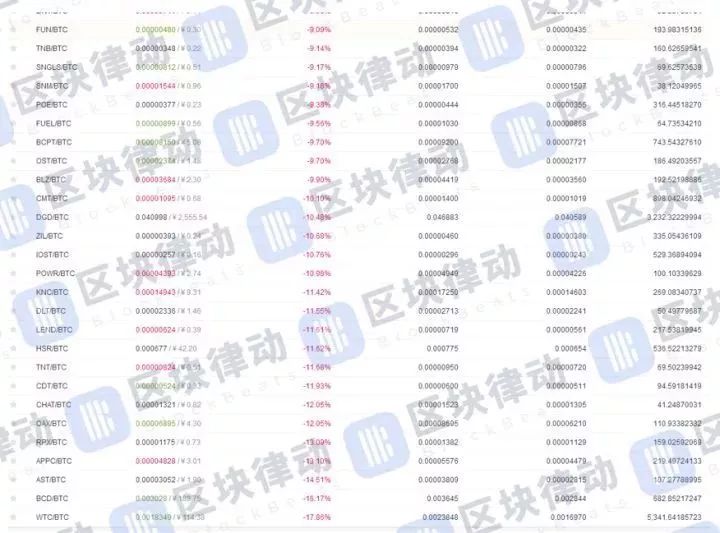 FUN/BTC 0.00000480 / ¥ 0.30 -9.09% 0.00000532 0.00000435 193.98315136
TNB/BTC 0.00000348 / ¥ 0.22 -9.14% 0.00000394 0.00000322 160.62659541
SNGLS/BTC 0.00000812 / ¥ 0.51 -9.17% 0.00000979 0.00000796 69.62573539
SNM/BTC 0.00001544 / ¥ 0.96 -9.18% 0.00001700 0.00001507 38.12049965
POE/BTC 0.00000377 / ¥ 0.23 -9.38% 0.00000444 0.00000356 316.44518270
FUEL/BTC 0.00000899 / ¥ 0.56 -9.56% 0.00001030 0.00000868 64.73534210
BCPT/BTC 0.00008150 / ¥ 5.08 -9.70% 0.00009200 0.00007721 743.54327610
OST/BTC 0.00002374 / ¥ 1.48 -9.70% 0.00002768 0.00002177 186.49203557
BLZ/BTC 0.00003684 / ¥ 2.30 -9.90% 0.00004419 0.00003560 192.52198886
CMT/BTC 0.00001095 / ¥ 0.68 -10.10% 0.00001400 0.00001019 898.04246932
DGD/BTC 0.040998 / ¥ 2,555.54 -10.48% 0.046883 0.040589 3,232.32229994
ZIL/BTC 0.00000393 / ¥ 0.24 -10.68% 0.00000460 0.00000380 335.05436109
IOST/BTC 0.00000257 / ¥ 0.16 -10.76% 0.00000296 0.00000243 529.36894094
POWR/BTC 0.00004393 / ¥ 2.74 -10.98% 0.00004949 0.00004226 100.10339629
KNC/BTC 0.00014943 / ¥ 9.31 -11.42% 0.00017250 0.00014603 269.08340737
DLT/BTC 0.00002336 / ¥ 1.46 -11.55% 0.00002713 0.00002241 50.49779587
LEND/BTC 0.00000624 / ¥ 0.39 -11.61% 0.00000719 0.00000561 217.53819945
HSR/BTC 0.000677 / ¥ 42.20 -11.62% 0.000775 0.000654 536.52213279
TNT/BTC 0.00000824 / ¥ 0.51 -11.68% 0.00000950 0.00000720 69.50239942
CDT/BTC 0.00000524 / ¥ 0.33 -11.93% 0.00000511 94.59181419
CHAT/BTC 0.00001321 / ¥ 0.82 -12.05% 0.00001523 0.00001305 41.24870031
OAX/BTC 0.00006895 / ¥ 4.30 -12.05% 0.00008695 0.00006210 110.93382332
RPX/BTC 0.00001175 / ¥ 0.73 -13.09% 0.00001382 0.00001129 159.02592069
APPC/BTC 0.00004828 / ¥ 3.01 -13.10% 0.00005576 0.00004479 219.49724133
AST/BTC 0.00003052 / ¥ 1.90 -14.51% 0.00003809 0.00002815 107.27788995
BCD/BTC 0.003028 -15.17% 0.003645 0.002844 682.85217247
WTC/BTC 0.0018349 / ¥ 114.38 -17.86% 0.0023848 0.0016970 5,341.64185723
区块律动
BlockBeats